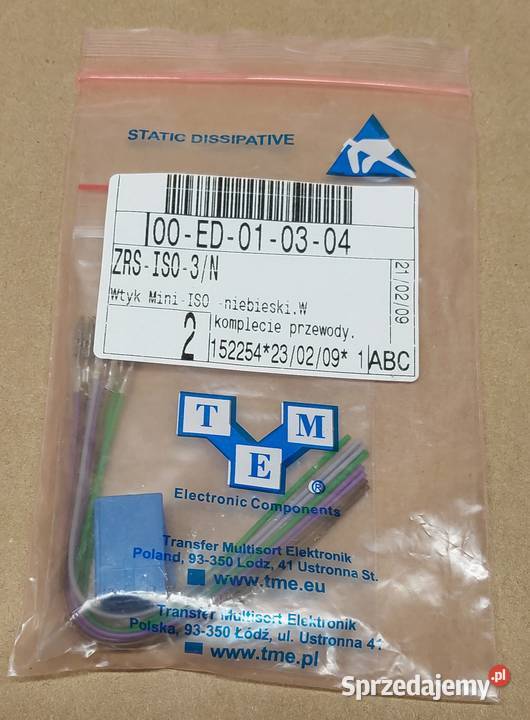 STATIC DISSIPATIVE
00-ED-01-03-04
ZRS-ISO-3/N
21/02/09
Wtyk Mini-ISO -niebieski.W
komplecie przewody.
2
152254*23/02/09* 1
ABC
T M
E
®
Electronic Components
Transfer Multisort Elektronik
Poland, 93-350 Lodz, 41 Ustronna St.
www.tme.eu
Transfer Multisort Elektronik
Polska, 93-350 Łódź, ul. Ustronna 41
www.tme.pl
Sprzedajemy.pl